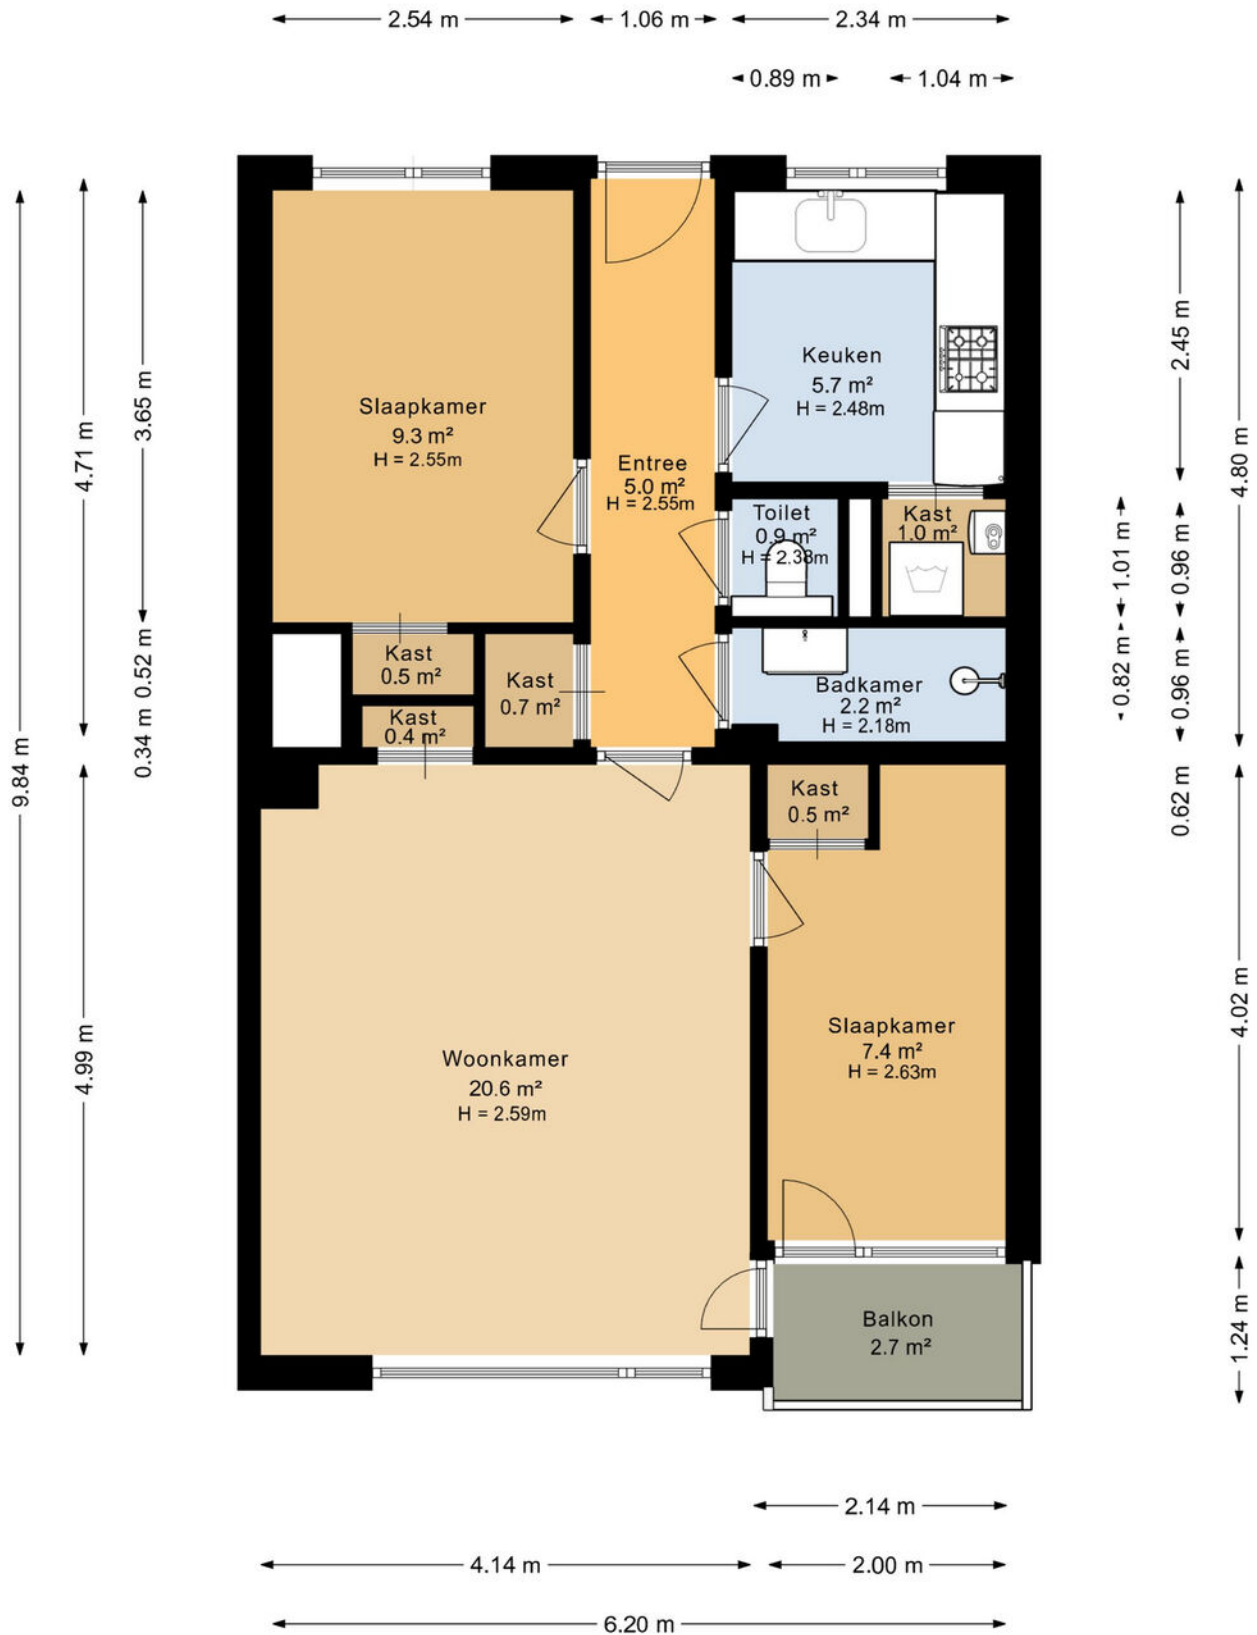 2.54 m
1.06 m
2.34 m
0.89 m
1.04 m
9.84 m
4.71 m
3.65 m
0.52 m
0.34 m
4.99 m
Slaapkamer
9.3 m²
H = 2.55m
Entree
5.0 m²
H = 2.55m
Keuken
5.7 m²
H = 2.48m
Toilet
0.9 m²
H = 2.38m
Kast
1.0 m²
Kast
0.5 m²
Kast
0.7 m²
Kast
0.4 m²
Badkamer
2.2 m²
H = 2.18m
Kast
0.5 m²
Woonkamer
20.6 m²
H = 2.59m
Slaapkamer
7.4 m²
H = 2.63m
Balkon
2.7 m²
2.45 m
4.80 m
1.01 m
0.96 m
0.82 m
0.96 m
0.62 m
4.02 m
1.24 m
2.14 m
4.14 m
2.00 m
6.20 m